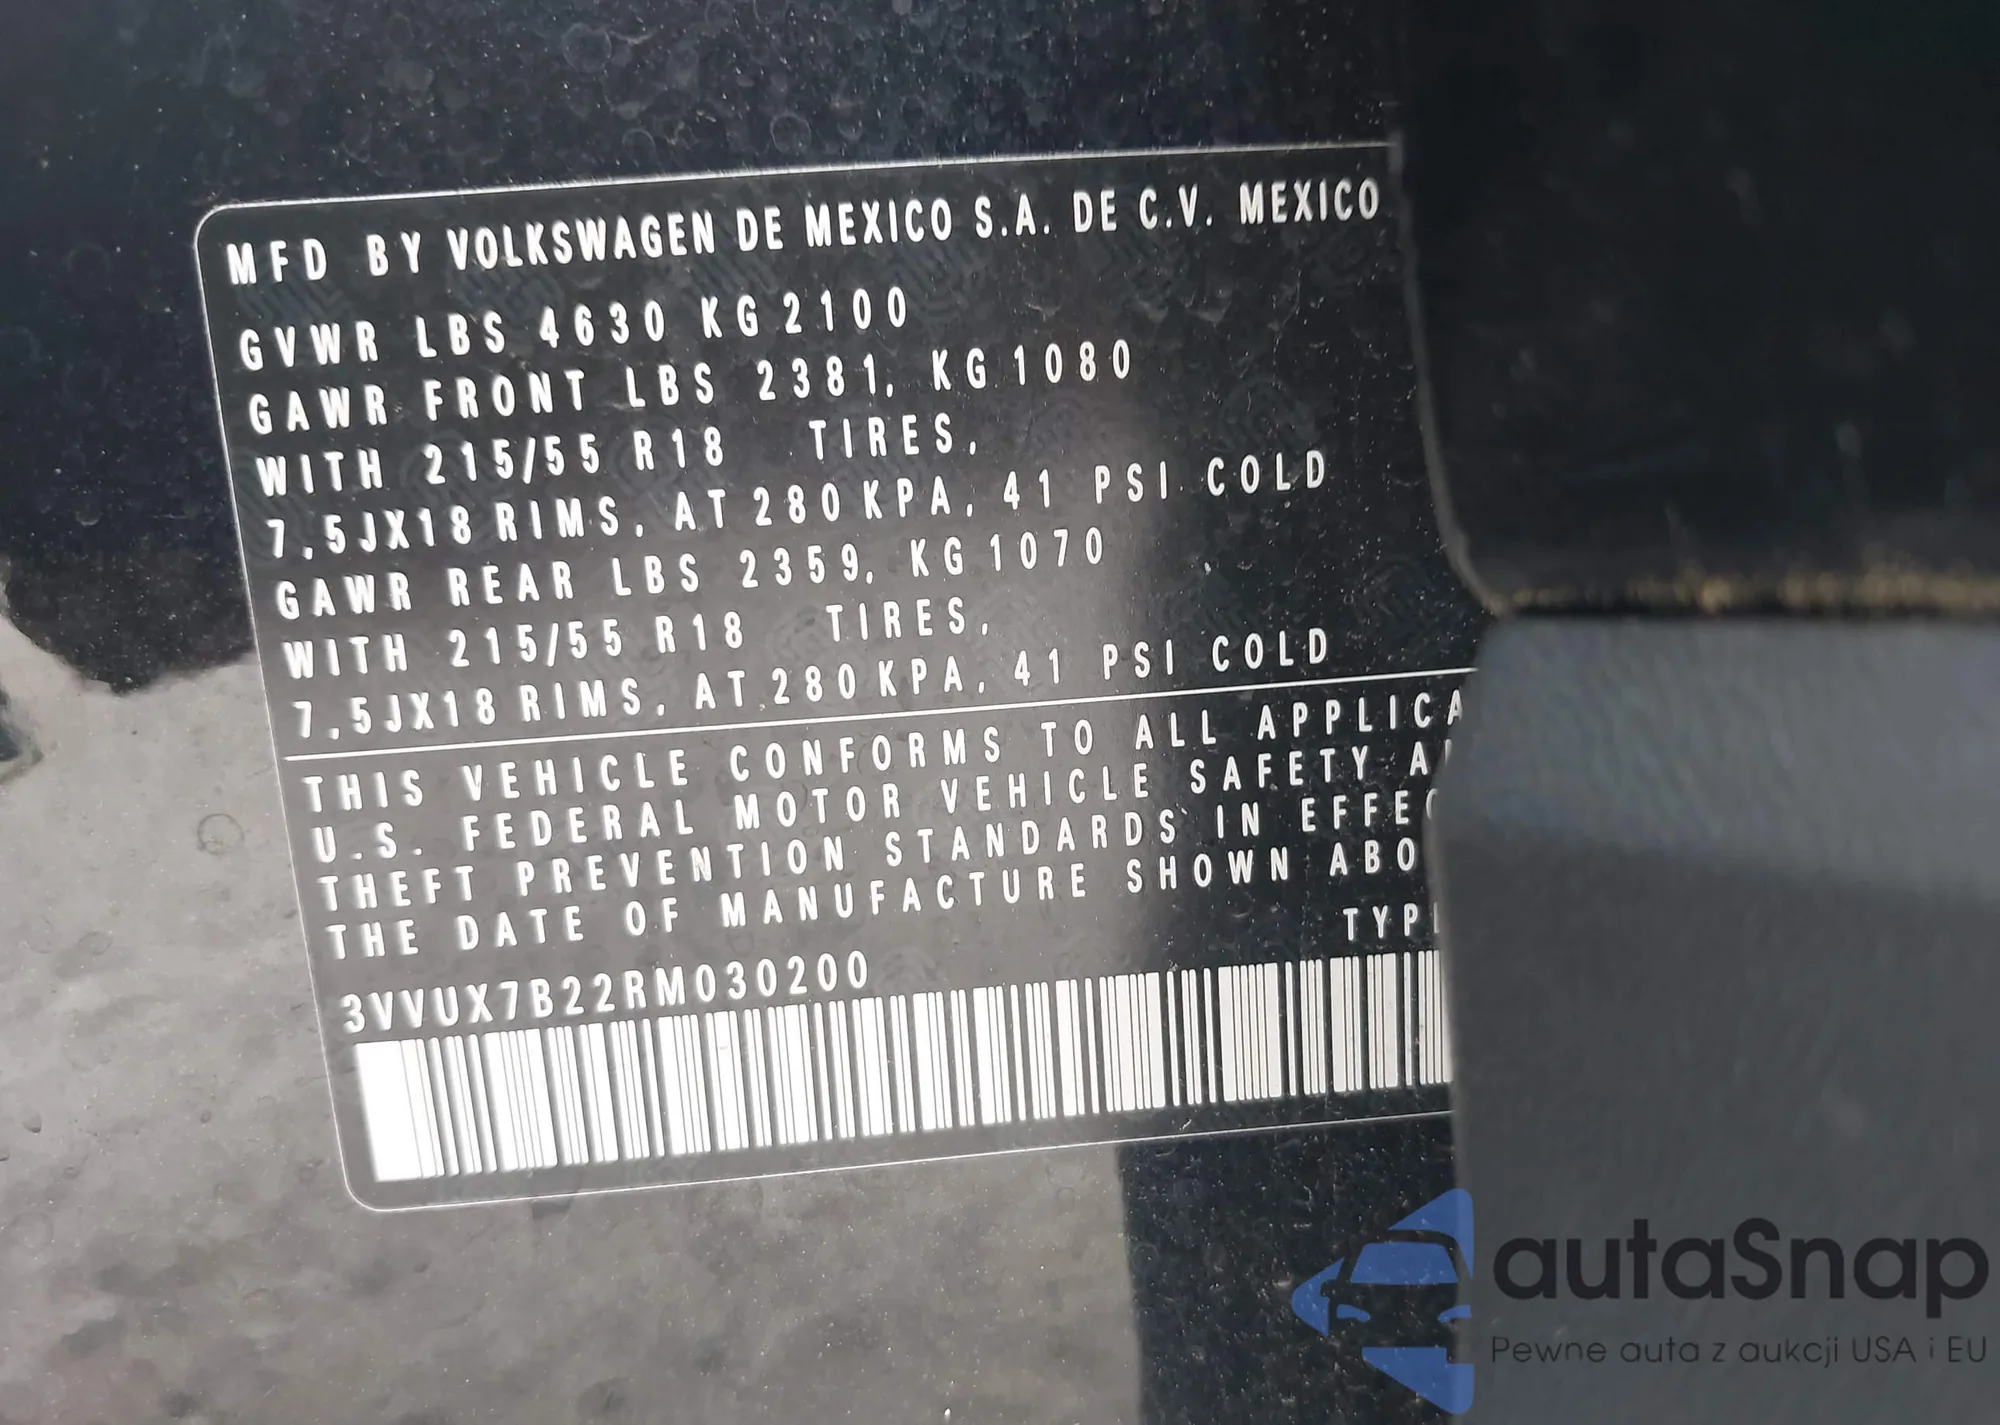 MFD BY VOLKSWAGEN DE MEXICO S.A. DE C.V. MEXICO
GVWR LBS 4630 KG 2100
GAWR FRONT LBS 2381, KG 1080
WITH 215/55 R18 TIRES,
7.5JX18 RIMS, AT 280 KPA, 41 PSI COLD
GAWR REAR LBS 2359, KG 1070
WITH 215/55 R18 TIRES,
7.5JX18 RIMS, AT 280 KPA, 41 PSI COLD
THIS VEHICLE CONFORMS TO ALL APPLICA
U.S. FEDERAL MOTOR VEHICLE SAFETY A
THEFT PREVENTION STANDARDS IN EFFEC
THE DATE OF MANUFACTURE SHOWN ABO
TYP
3VVUX7B22RM030200
autaSnap
Pewne auta z aukcji USA i EU